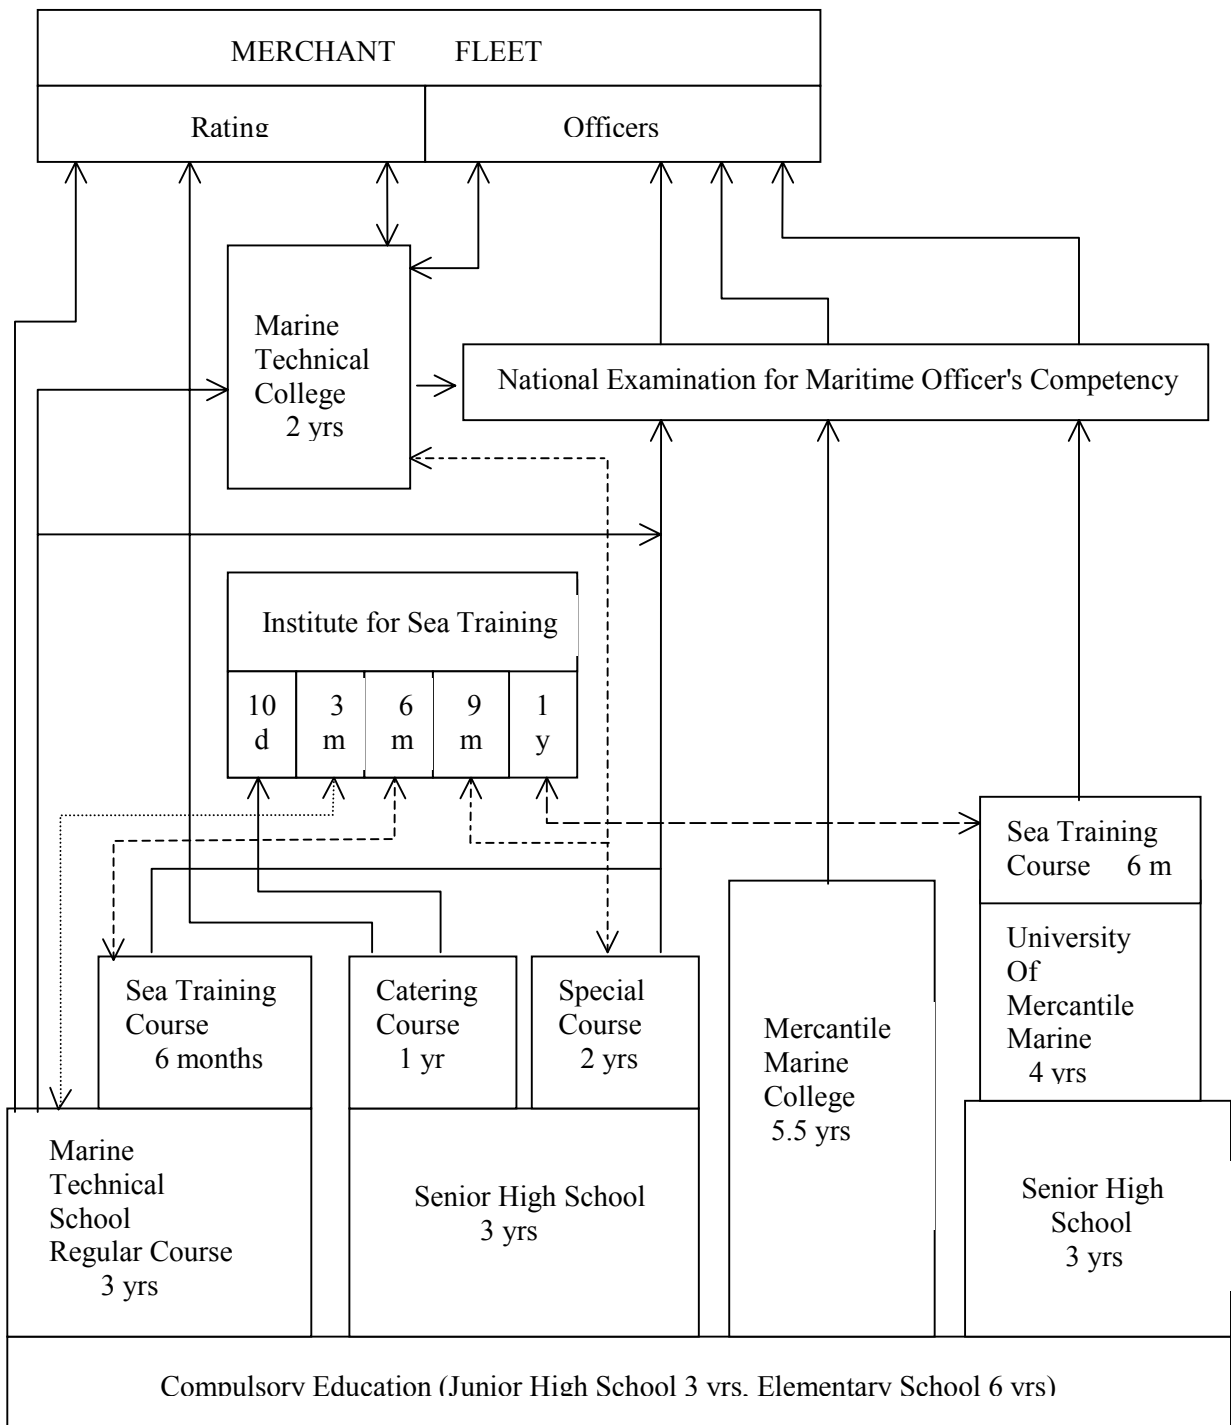 MERCHANT FLEET
Rating
Officers
Marine
Technical
College
2 yrs
National Examination for Maritime Officer's Competency
Institute for Sea Training
10
d
3
m
6
m
9
m
1
y
Sea Training
Course 6 m
University
Of
Mercantile
Marine
4 yrs
Sea Training
Course
6 months
Catering
Course
1 yr
Special
Course
2 yrs
Mercantile
Marine
College
5.5 yrs
Marine
Technical
School
Regular Course
3 yrs
Senior High School
3 yrs
Senior High
School
3 yrs
Compulsory Education (Junior High School 3 yrs, Elementary School 6 yrs)